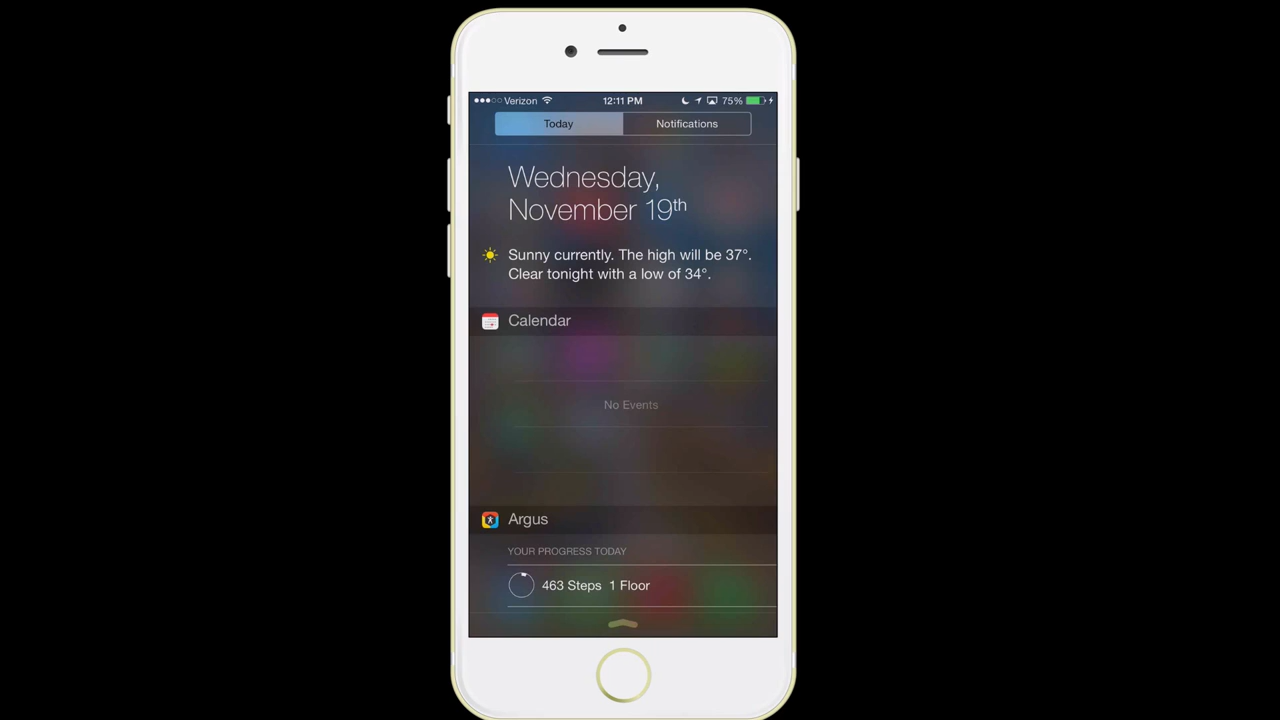 Verizon 12:11 PM 75%
Today Notifications
Wednesday,
November 19th
Sunny currently. The high will be 37°.
Clear tonight with a low of 34°.
Calendar
No Events
Argus
YOUR PROGRESS TODAY
463 Steps 1 Floor